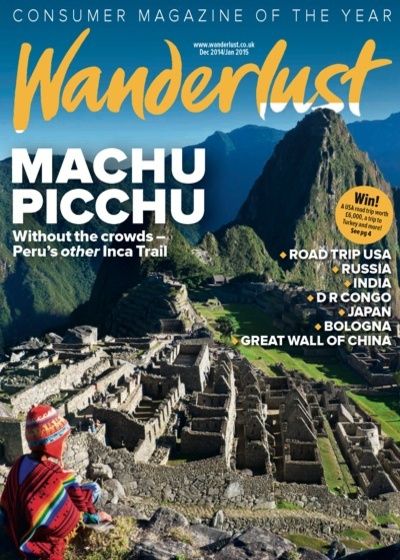 CONSUMER MAGAZINE OF THE YEAR
Wanderlust
www.wanderlust.co.uk
Dec 2014/Jan 2015
MACHU
PICCHU
Without the crowds –
Peru's other Inca Trail
Win!
A USA road trip worth
£6,000, a trip to
Turkey and more!
See pg 4
◆ ROAD TRIP USA
◆ RUSSIA
◆ INDIA
◆ D R CONGO
◆ JAPAN
◆ BOLOGNA
◆ GREAT WALL OF CHINA